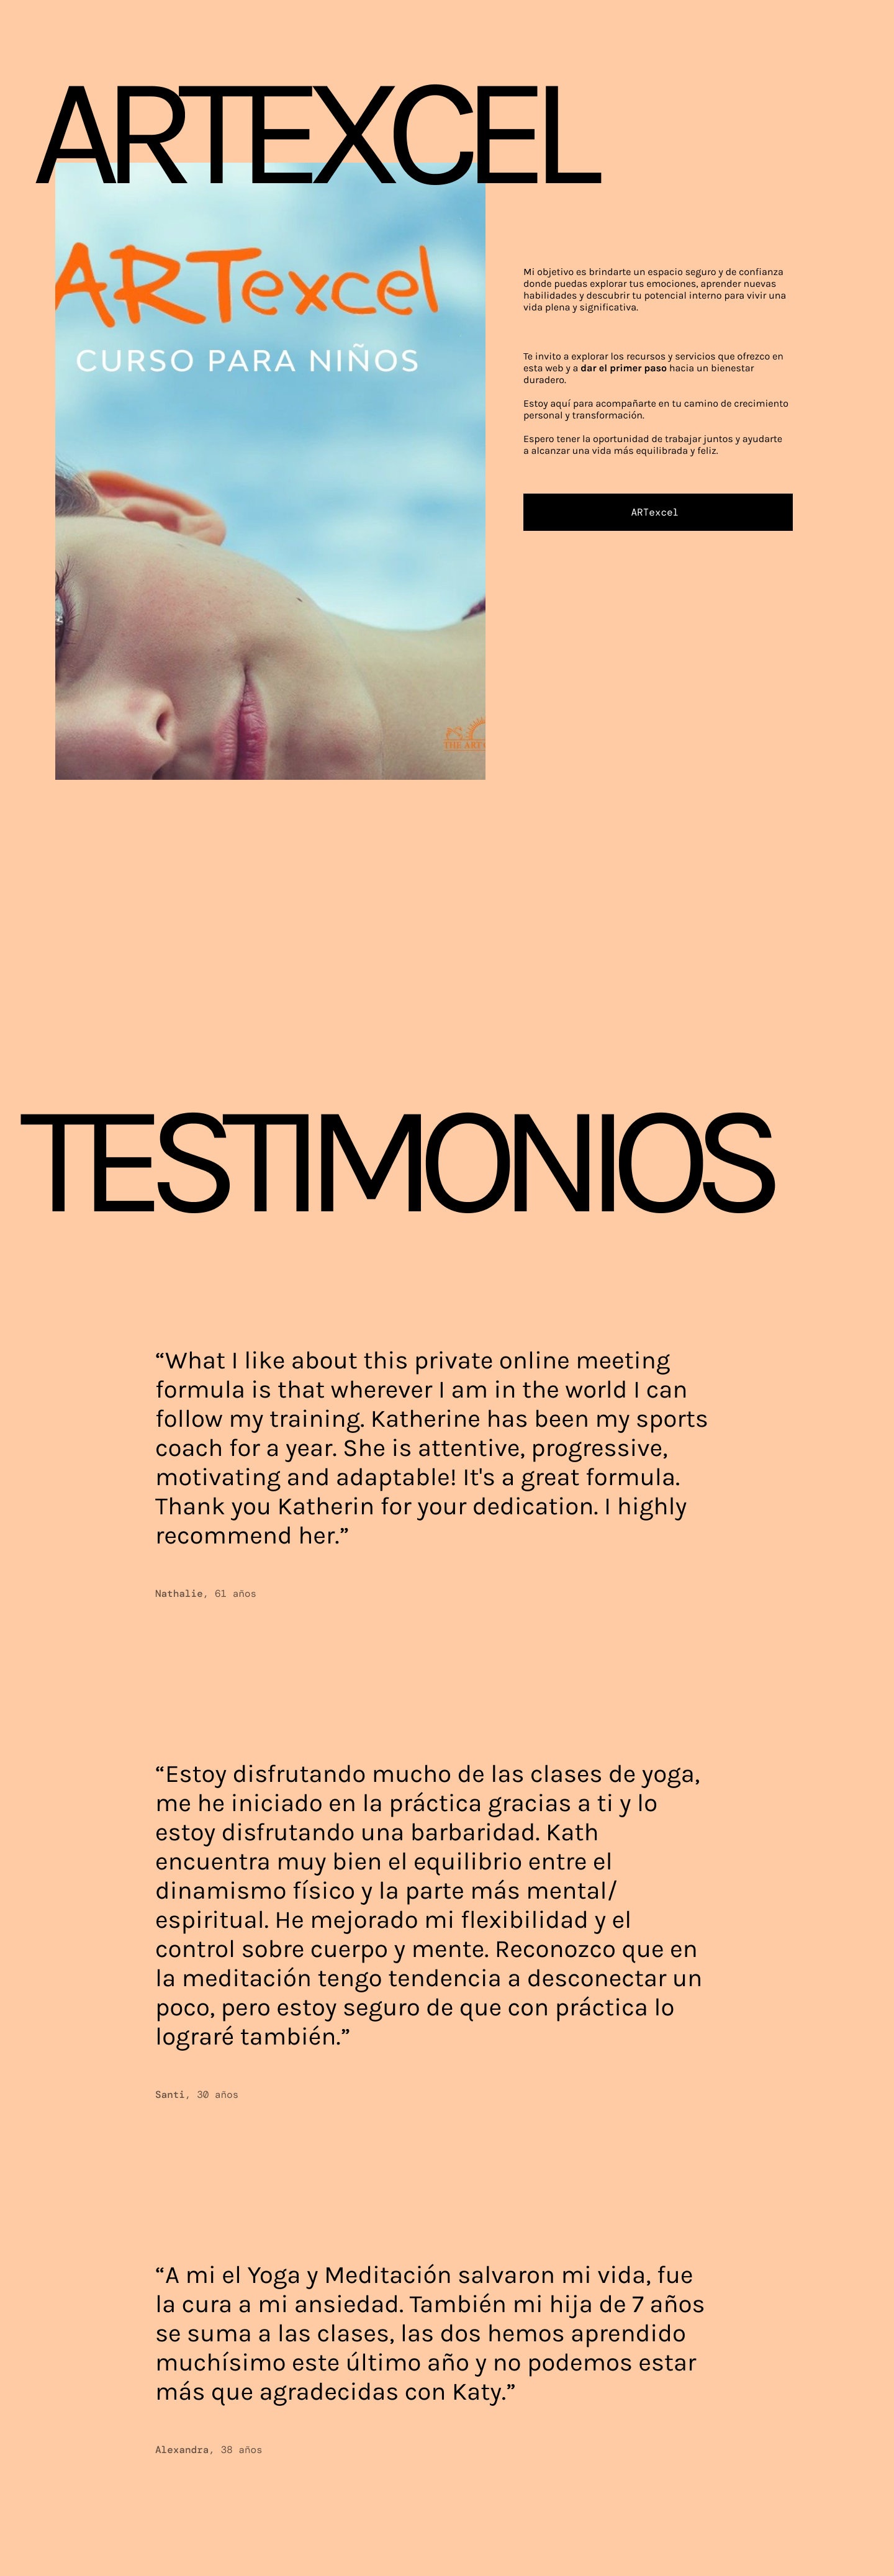 ARTEXCEL
ARTexcel
CURSO PARA NIÑOS
THE ART
Mi objetivo es brindarte un espacio seguro y de confianza
donde puedas explorar tus emociones, aprender nuevas
habilidades y descubrir tu potencial interno para vivir una
vida plena y significativa.
Te invito a explorar los recursos y servicios que ofrezco en
esta web y a dar el primer paso hacia un bienestar
duradero.
Estoy aquí para acompañarte en tu camino de crecimiento
personal y transformación.
Espero tener la oportunidad de trabajar juntos y ayudarte
a alcanzar una vida más equilibrada y feliz.
ARTexcel
TESTIMONIOS
“What I like about this private online meeting
formula is that wherever I am in the world I can
follow my training. Katherine has been my sports
coach for a year. She is attentive, progressive,
motivating and adaptable! It's a great formula.
Thank you Katherin for your dedication. I highly
recommend her.”
Nathalie, 61 años
“Estoy disfrutando mucho de las clases de yoga,
me he iniciado en la práctica gracias a ti y lo
estoy disfrutando una barbaridad. Kath
encuentra muy bien el equilibrio entre el
dinamismo físico y la parte más mental/
espiritual. He mejorado mi flexibilidad y el
control sobre cuerpo y mente. Reconozco que en
la meditación tengo tendencia a desconectar un
poco, pero estoy seguro de que con práctica lo
lograré también.”
Santi, 30 años
“A mi el Yoga y Meditación salvaron mi vida, fue
la cura a mi ansiedad. También mi hija de 7 años
se suma a las clases, las dos hemos aprendido
muchísimo este último año y no podemos estar
más que agradecidas con Katy.”
Alexandra, 38 años